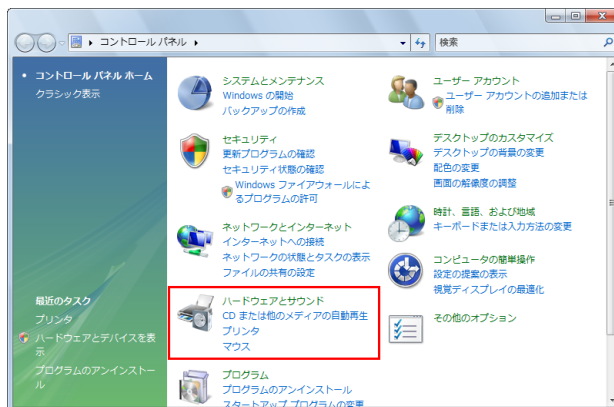 コントロール パネル
検索
コントロール パネル ホーム
クラシック表示
最近のタスク
プリンタ
ハードウェアとデバイスを表
示
プログラムのアンインストー
ル
システムとメンテナンス
Windows の開始
バックアップの作成
セキュリティ
更新プログラムの確認
セキュリティ状態の確認
Windows ファイアウォールによ
るプログラムの許可
ネットワークとインターネット
インターネットへの接続
ネットワークの状態とタスクの表示
ファイルの共有の設定
ハードウェアとサウンド
CD または他のメディアの自動再生
プリンタ
マウス
プログラム
プログラムのアンインストール
スタートアップ プログラムの変更
ユーザー アカウント
ユーザー アカウントの追加または
削除
デスクトップのカスタマイズ
デスクトップの背景の変更
配色の変更
画面の解像度の調整
時計、言語、および地域
キーボードまたは入力方法の変更
コンピュータの簡単操作
設定の提案の表示
視覚ディスプレイの最適化
その他のオプション